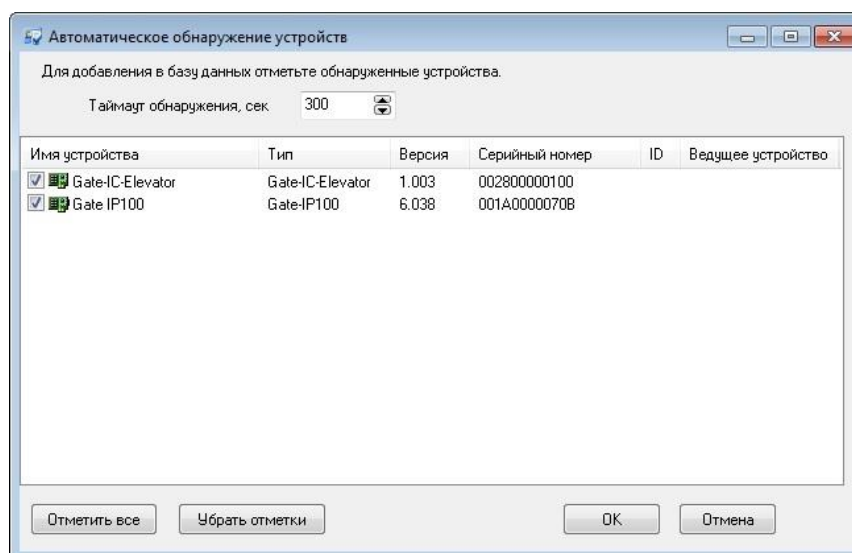 Автоматическое обнаружение устройств
Для добавления в базу данных отметьте обнаруженные устройства.
Таймаут обнаружения, сек 300
Имя устройства Тип Версия Серийный номер ID Ведущее устройство
Gate-IC-Elevator Gate-IC-Elevator 1.003 002800000100
Gate IP100 Gate-IP100 6.038 001A0000070B
Отметить все Убрать отметки OK Отмена